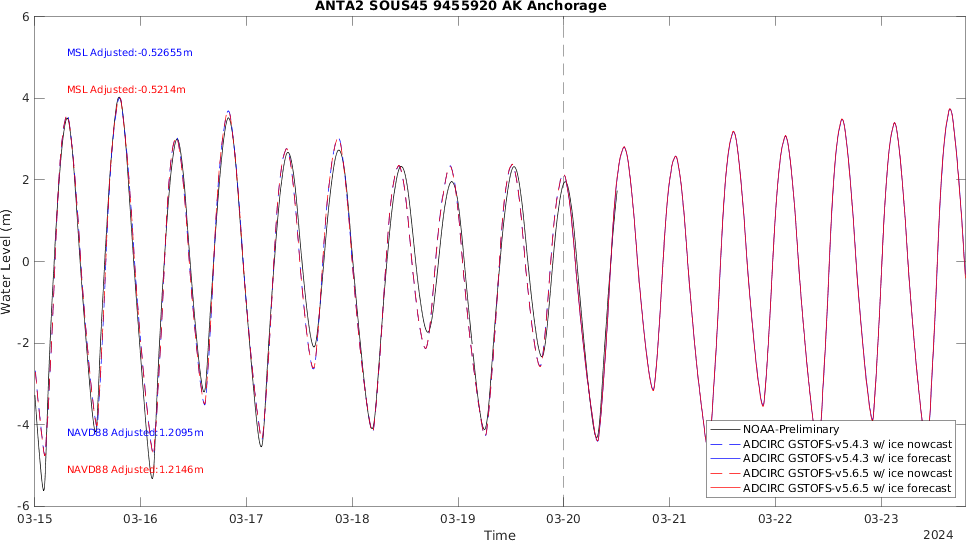 ANTA2 SOUS45 9455920 AK Anchorage
6
MSL Adjusted:-0.52655m
4
MSL Adjusted:-0.5214m
2
Water Level (m)
0
-2
-4
NAVD88 Adjusted:1.2095m
NAVD88 Adjusted:1.2146m
-6
NOAA-Preliminary
ADCIRC GSTOFS-v5.4.3 w/ ice nowcast
ADCIRC GSTOFS-v5.4.3 w/ ice forecast
ADCIRC GSTOFS-v5.6.5 w/ ice nowcast
ADCIRC GSTOFS-v5.6.5 w/ ice forecast
03-15 03-16 03-17 03-18 03-19 03-20 03-21 03-22 03-23
Time
2024